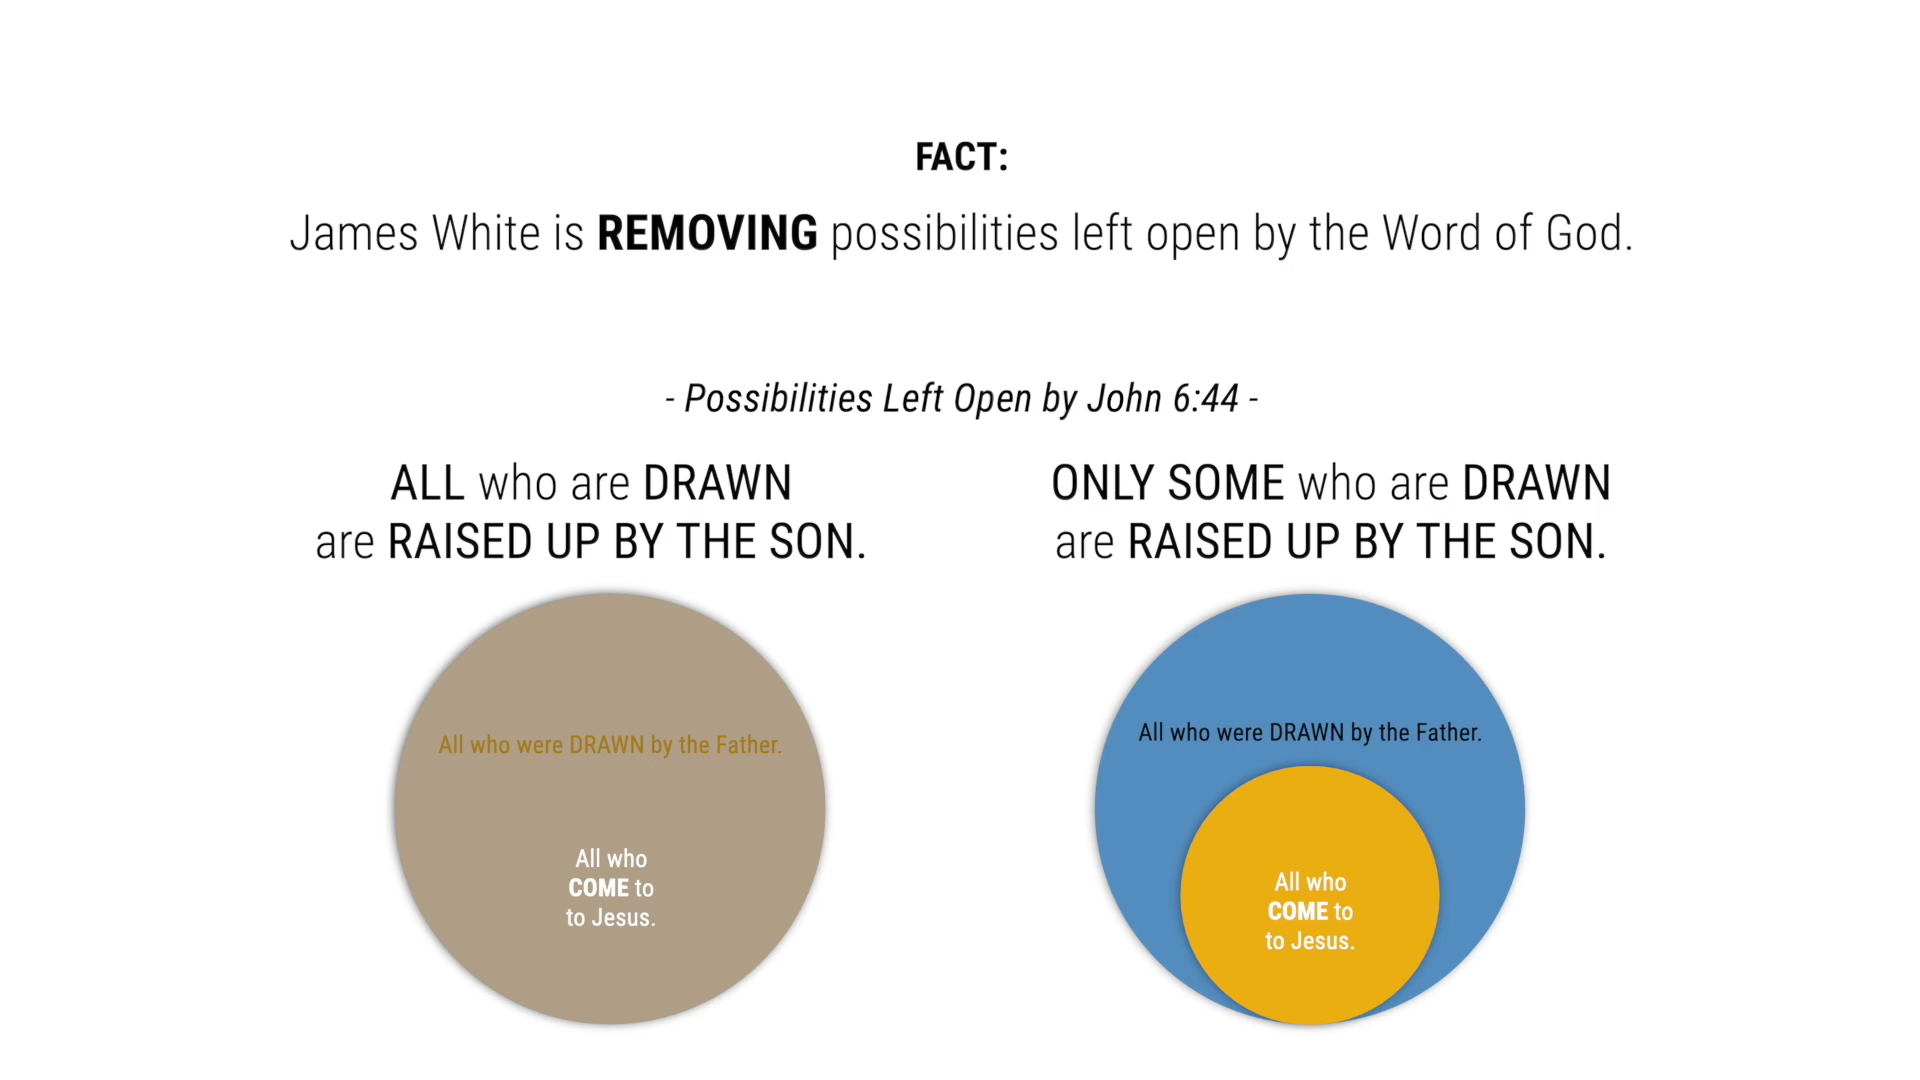 FACT:
James White is REMOVING possibilities left open by the Word of God.
- Possibilities Left Open by John 6:44 -
ALL who are DRAWN
are RAISED UP BY THE SON.
All who were DRAWN by the Father.
All who
COME to
to Jesus.
ONLY SOME who are DRAWN
are RAISED UP BY THE SON.
All who were DRAWN by the Father.
All who
COME to
to Jesus.